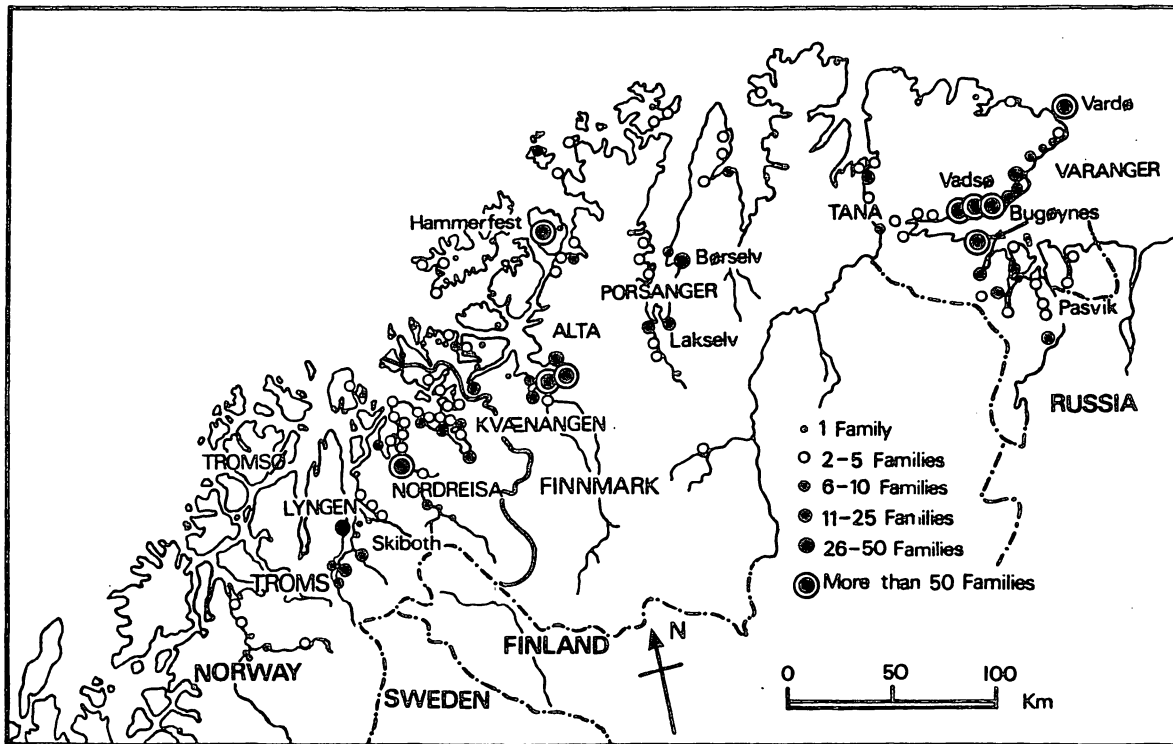 Vardø
VARANGER
Vadsø
Bugøynes
TANA
Hammerfest
Børselv
PORSANGER
Lakselv
Pasvik
ALTA
RUSSIA
KVÆNANGEN
TROMSØ
NORDREISA
FINNMARK
LYNGEN
Skiboth
TROMS
FINLAND
NORWAY
SWEDEN
N
1 Family
2-5 Families
6-10 Families
11-25 Families
26-50 Families
More than 50 Families
0 50 100
Km